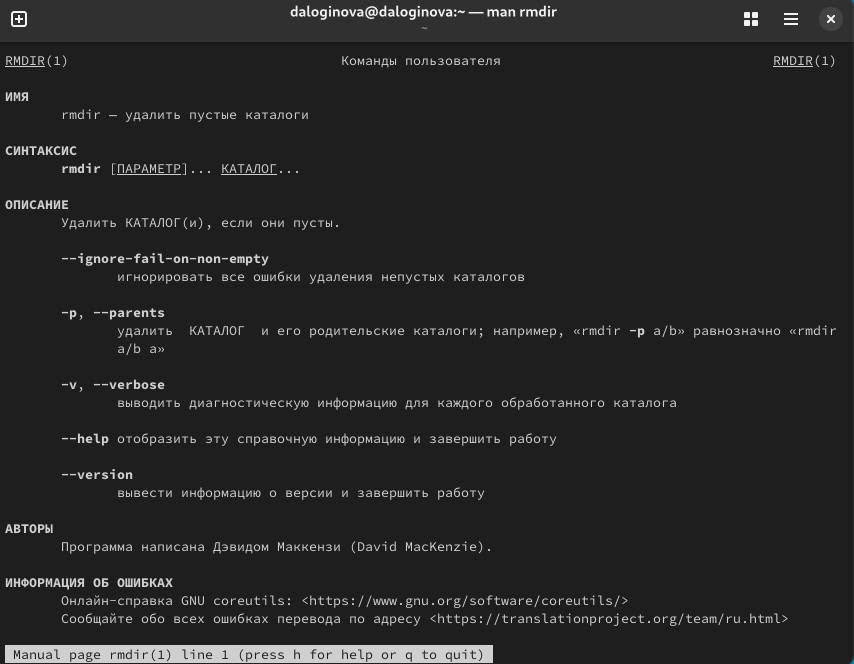 daloginova@daloginova:~ — man rmdir
~
RMDIR(1) Команды пользователя RMDIR(1)
ИМЯ
rmdir — удалить пустые каталоги
СИНТАКСИС
rmdir [ПАРАМЕТР]... КАТАЛОГ...
ОПИСАНИЕ
Удалить КАТАЛОГ(и), если они пусты.
--ignore-fail-on-non-empty
игнорировать все ошибки удаления непустых каталогов
-p, --parents
удалить КАТАЛОГ и его родительские каталоги; например, «rmdir -p a/b» равнозначно «rmdir
a/b a»
-v, --verbose
выводить диагностическую информацию для каждого обработанного каталога
--help отобразить эту справочную информацию и завершить работу
--version
вывести информацию о версии и завершить работу
АВТОРЫ
Программа написана Дэвидом Маккензи (David MacKenzie).
ИНФОРМАЦИЯ ОБ ОШИБКАХ
Онлайн-справка GNU coreutils: <https://www.gnu.org/software/coreutils/>
Сообщайте обо всех ошибках перевода по адресу <https://translationproject.org/team/ru.html>
Manual page rmdir(1) line 1 (press h for help or q to quit)